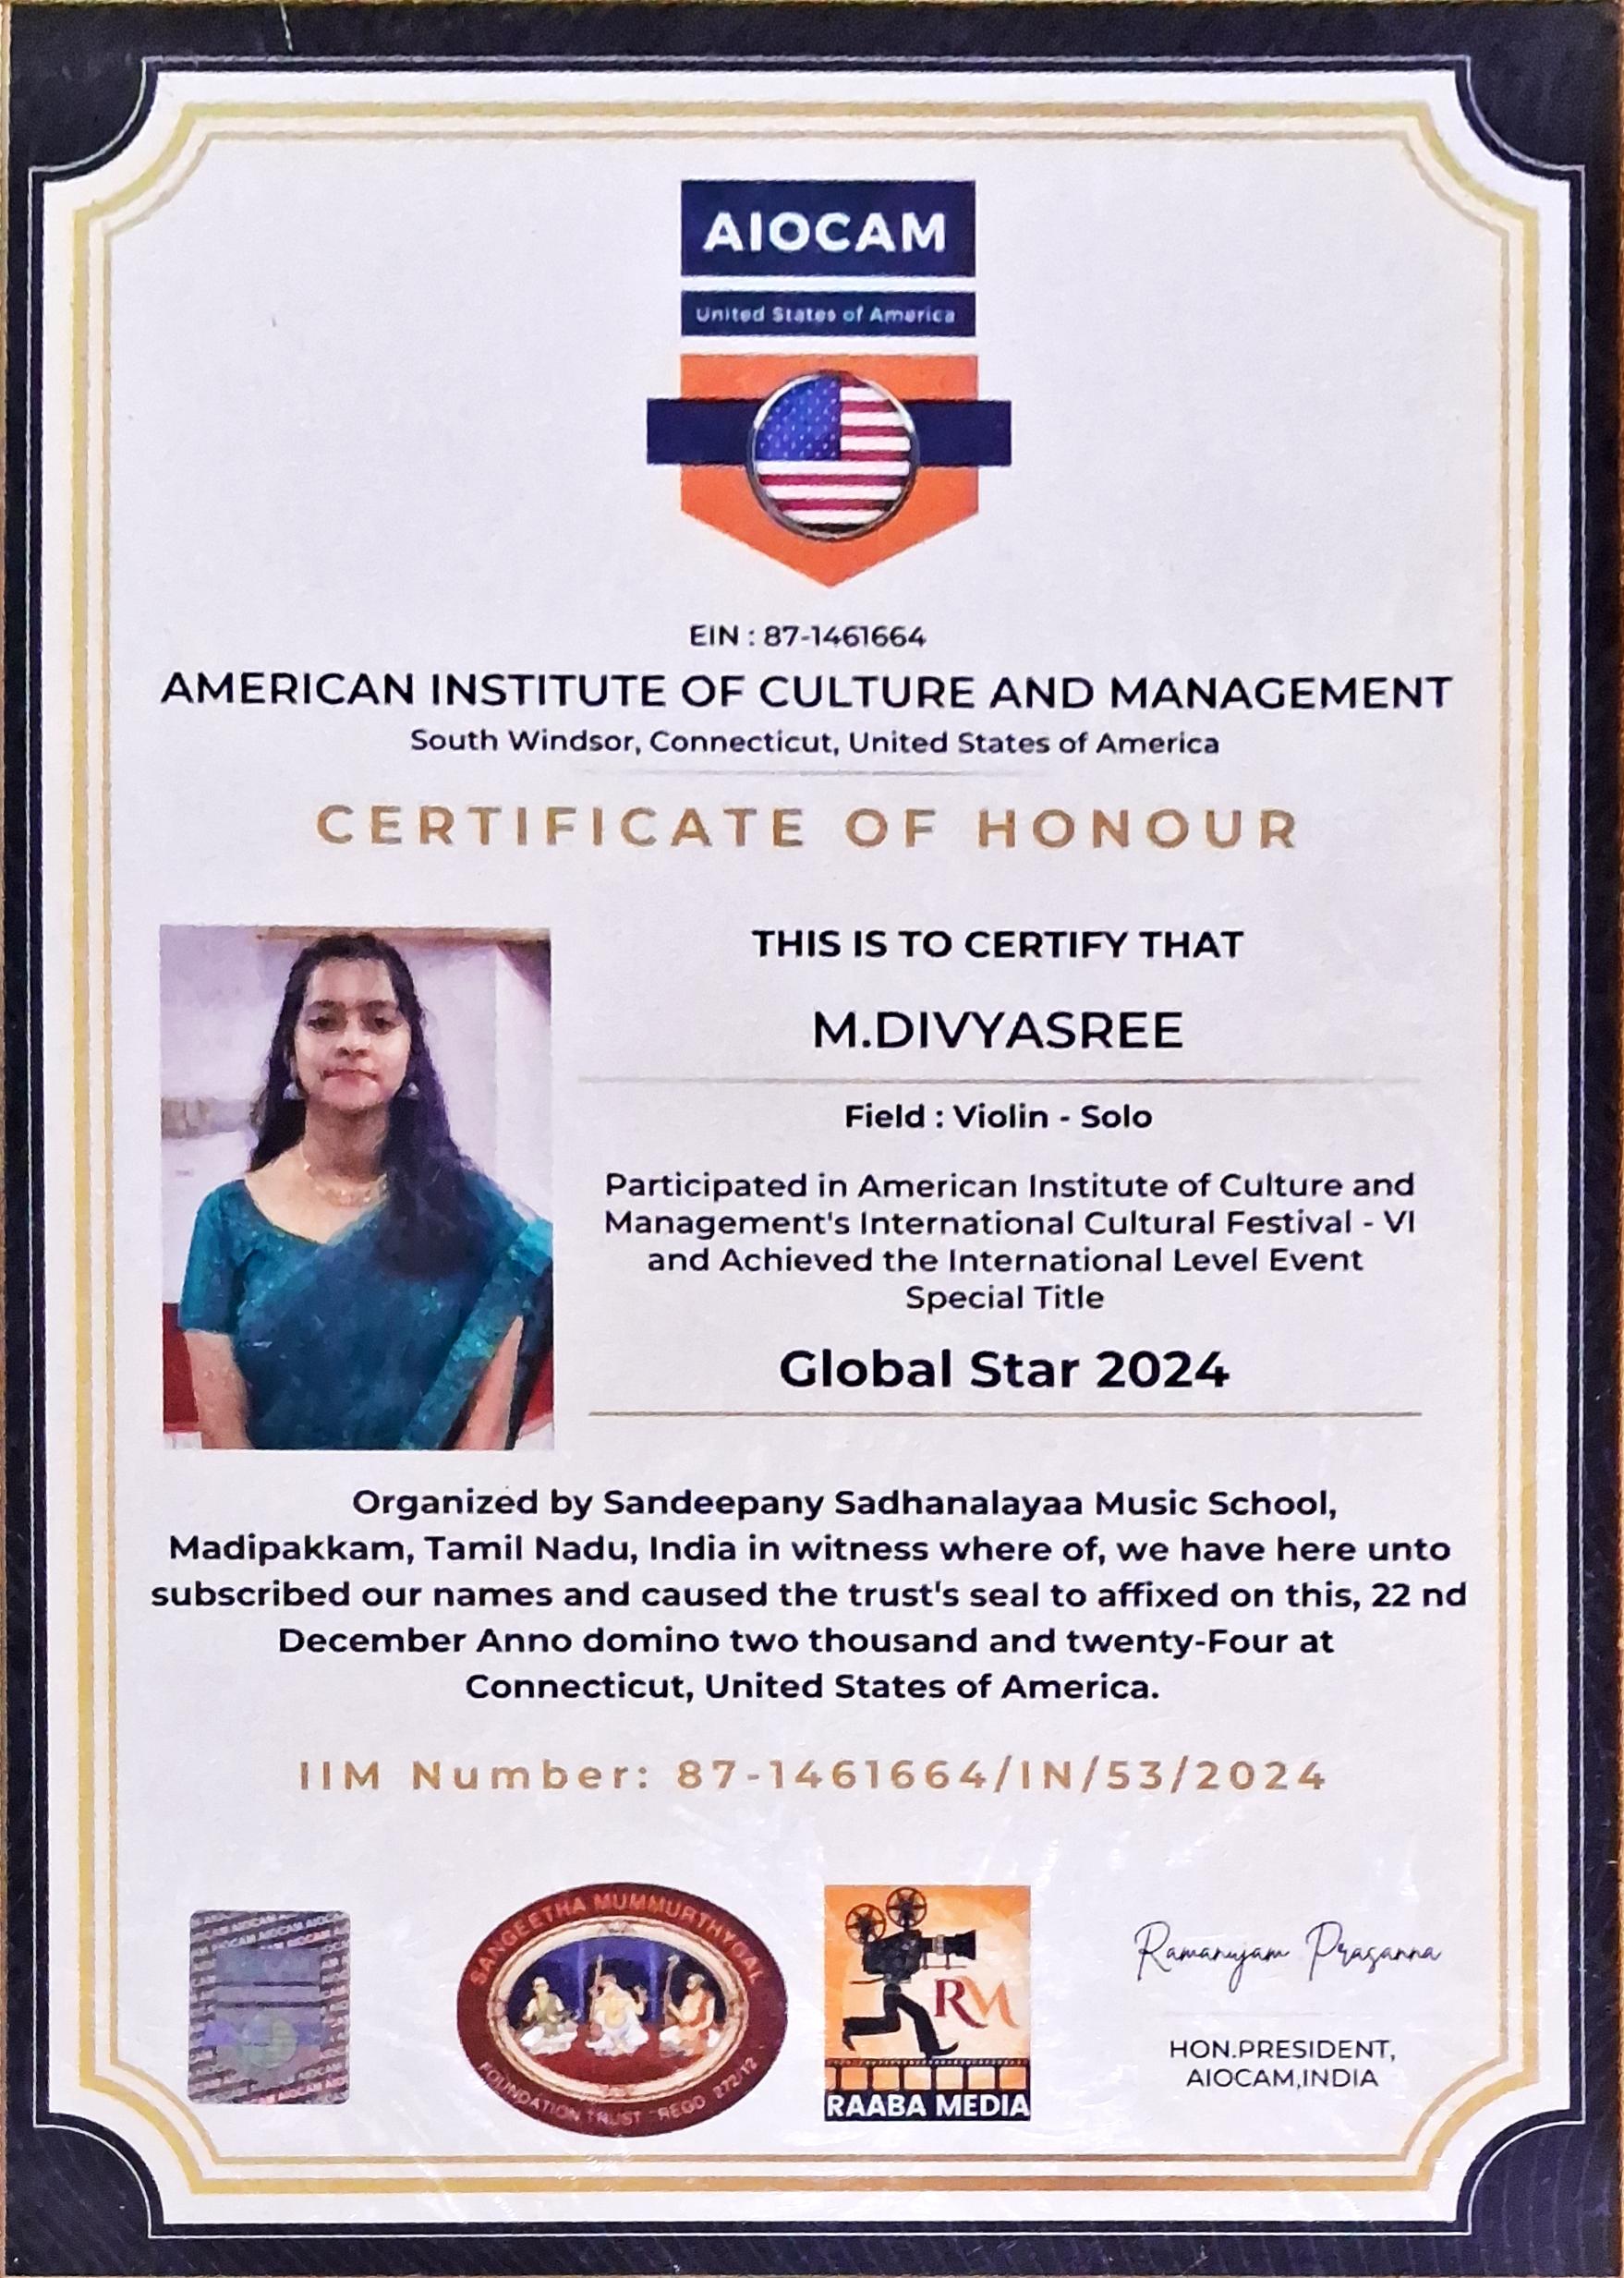 AIOCAM
United States of America
EIN : 87-1461664
AMERICAN INSTITUTE OF CULTURE AND MANAGEMENT
South Windsor, Connecticut, United States of America
CERTIFICATE OF HONOUR
THIS IS TO CERTIFY THAT
M.DIVYASREE
Field : Violin - Solo
Participated in American Institute of Culture and
Management's International Cultural Festival - VI
and Achieved the International Level Event
Special Title
Global Star 2024
Organized by Sandeepany Sadhanalayaa Music School,
Madipakkam, Tamil Nadu, India in witness where of, we have here unto
subscribed our names and caused the trust's seal to affixed on this, 22 nd
December Anno domino two thousand and twenty-Four at
Connecticut, United States of America.
IIM Number: 87-1461664/IN/53/2024
AIOCAM AIOCAM
SANGEETHA MUMMURTHYGAL
FOUNDATION TRUST - REGD 272/12
RM
RAABA MEDIA
Ramanujam Prasanna
HON.PRESIDENT,
AIOCAM,INDIA